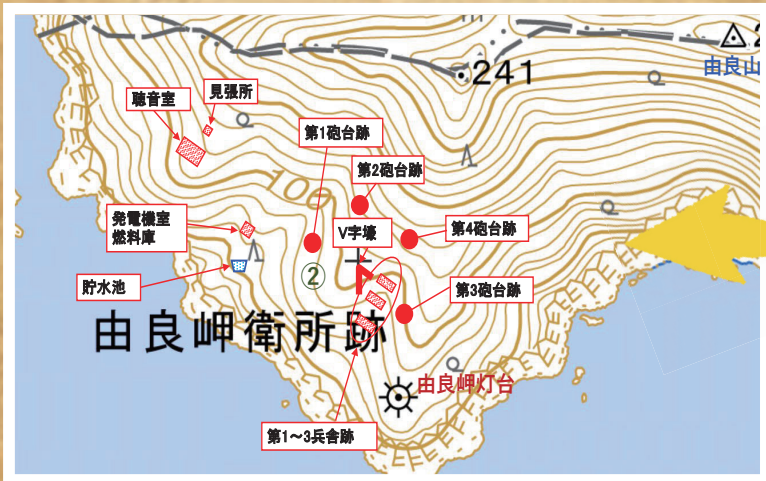 241
2
由良山
聴音室
見張所
第1砲台跡
100
第2砲台跡
発電機室
燃料庫
V字壕
第4砲台跡
②
貯水池
第3砲台跡
由良岬衛所跡
由良岬灯台
第1～3兵舎跡